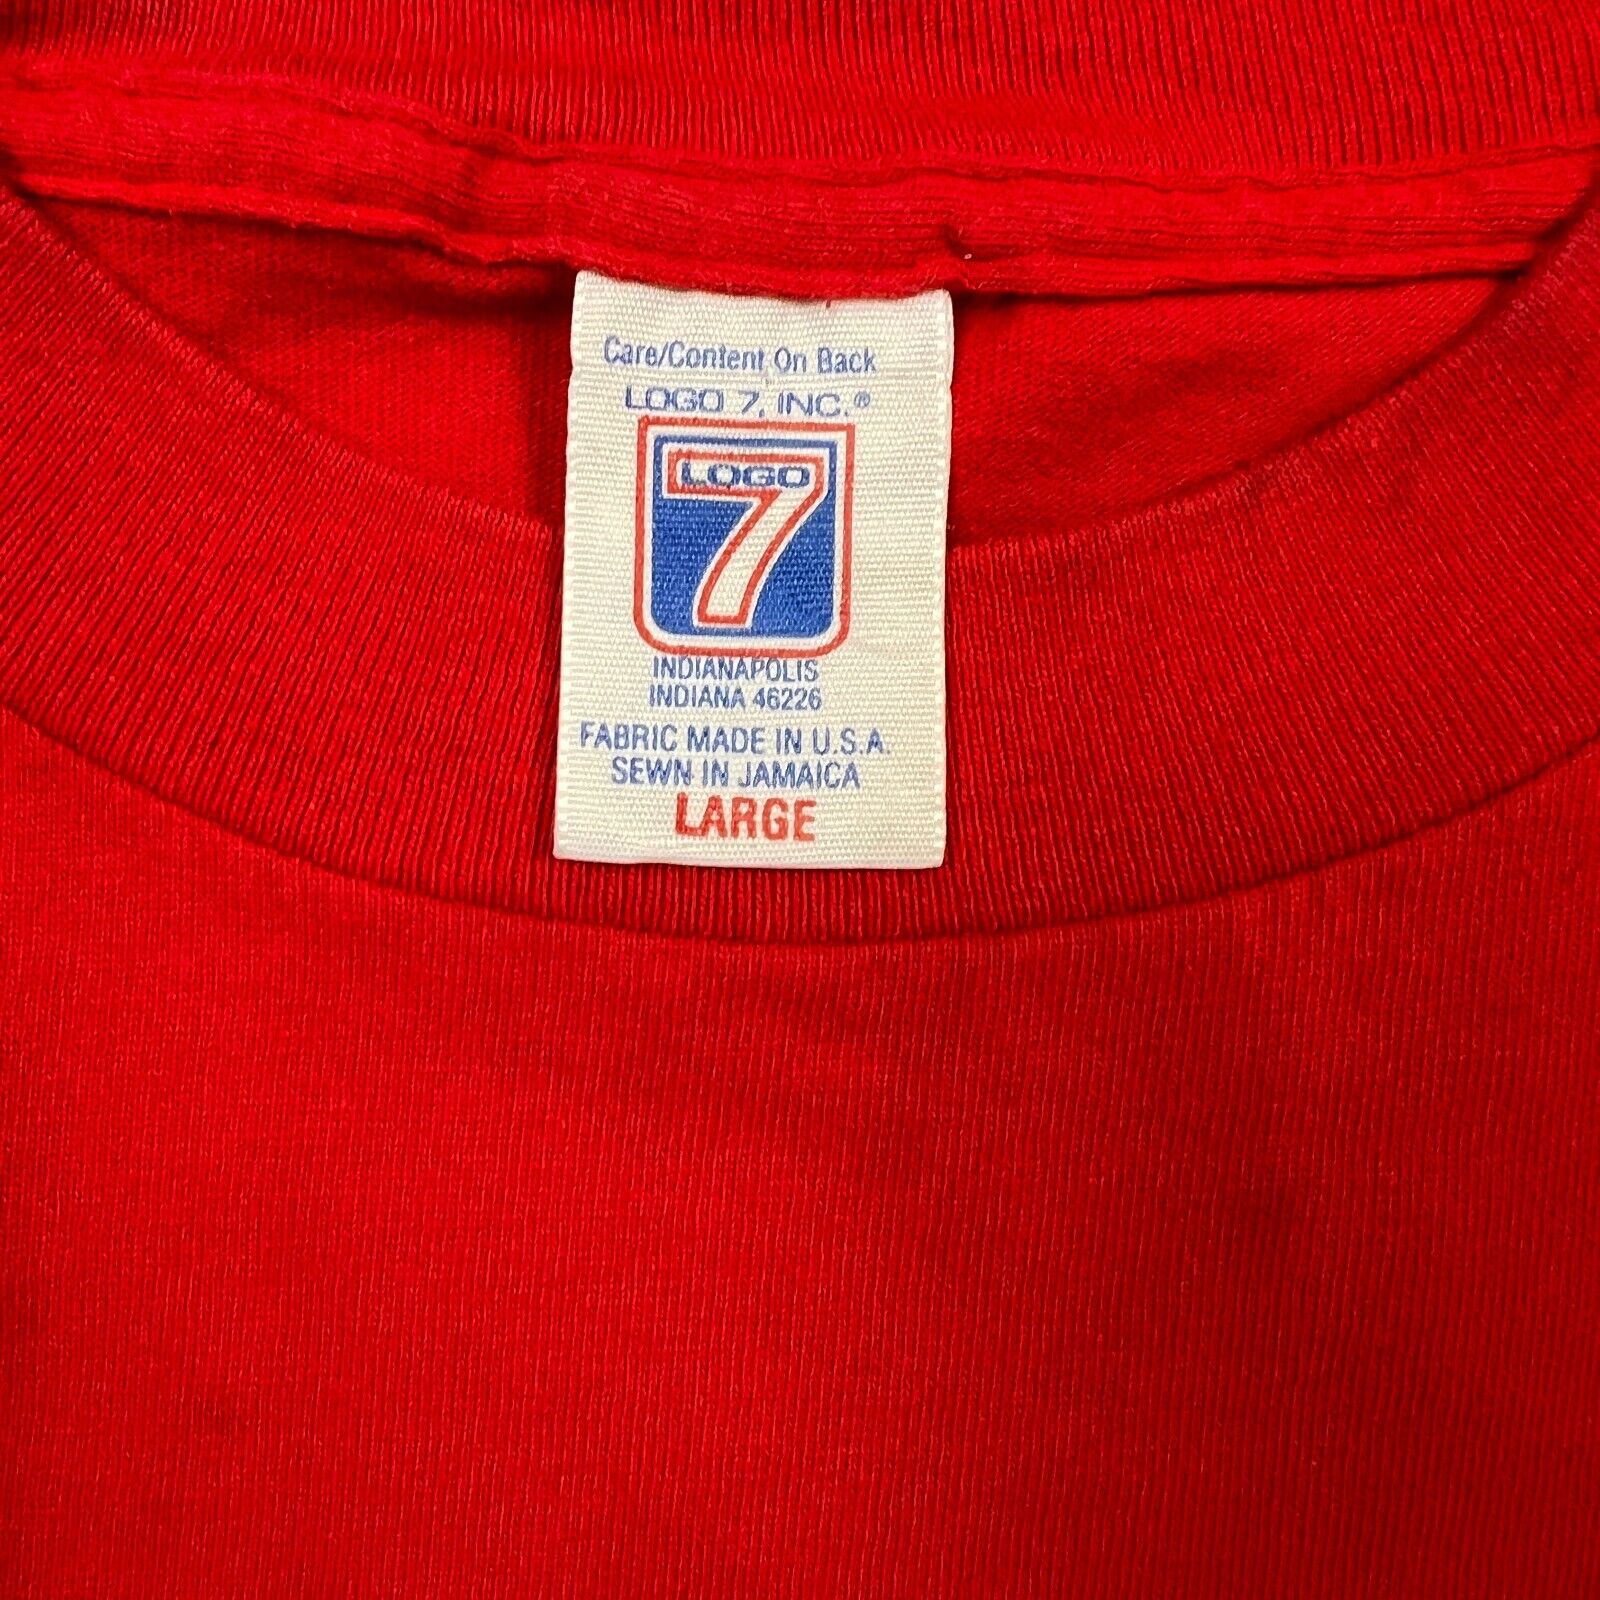 Care/Content On Back
LOGO 7, INC.®
LOGO
7
INDIANAPOLIS
INDIANA 46226
FABRIC MADE IN U.S.A.
SEWN IN JAMAICA
LARGE